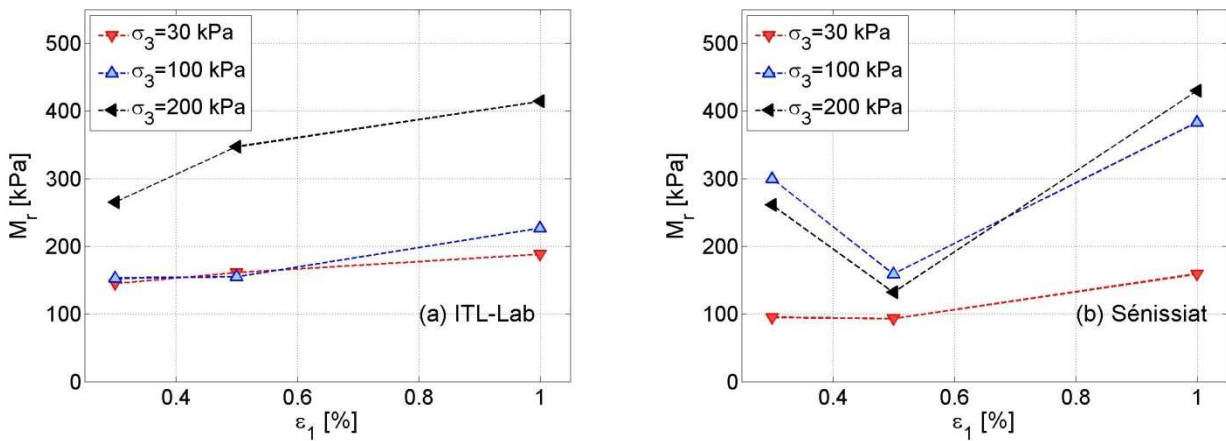 σ3=30 kPa
σ3=100 kPa
σ3=200 kPa
500
400
300
200
100
0
Mr [kPa]
(a) ITL-Lab
0.4
0.6
0.8
1
ε1 [%]
σ3=30 kPa
σ3=100 kPa
σ3=200 kPa
500
400
300
200
100
0
Mr [kPa]
(b) Sénissiat
0.4
0.6
0.8
1
ε1 [%]